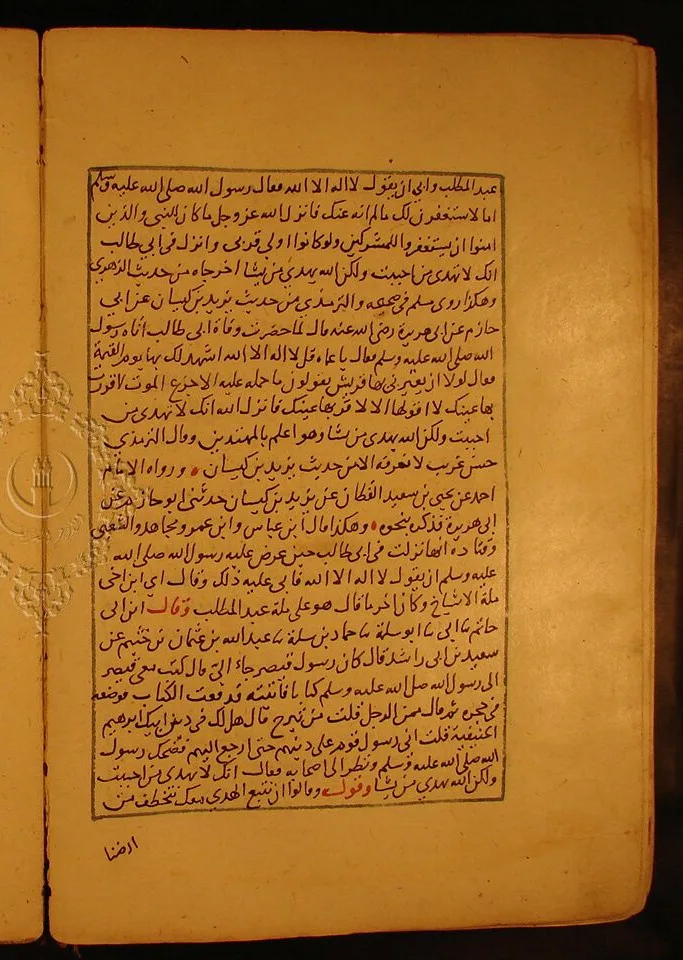 عبد المطلب وابى ان يقول لا اله الا الله فقال رسول الله صلى الله عليه وسلم
اما لاستغفرن لك مالم انه عنك فانزل الله عز وجل ما كان للنبى والذين
امنوا ان يستغفروا للمشركين ولو كانوا اولى قربى وانزل فى ابى طالب
انك لا تهدى من احببت ولكن الله يهدى من يشا اخرجاه من حديث الزهرى
وهكذا روى مسلم فى صحيحه والترمذى من حديث يزيد بن كيسان عن ابى
حازم عن ابى هريرة رضى الله عنه قال لما حضرت وفاة ابى طالب اتاه رسول
الله صلى الله عليه وسلم فقال يا عماه قل لا اله الا الله اشهد لك بها يوم القيمة
فقال لولا ان يعيرنى بها قريش يقولون ما حمله عليه الا جزع الموت لاقررت
بها عينك لا اقولها الا لاقر بها عينك فانزل الله انك لا تهدى من
احببت ولكن الله يهدى من يشا وهو اعلم بالمهتدين وقال الترمذى
حسن غريب لا نعرفه الا من حديث يزيد بن كيسان ورواه الامام
احمد عن يحيى بن سعيد القطان عن يزيد بن كيسان حدثنى ابو حازم عن
ابى هريرة فذكره بنحوه وهكذا قال ابن عباس وابن عمر ومجاهد والشعبى
وقتادة انها نزلت فى ابى طالب حين عرض عليه رسول الله صلى الله
عليه وسلم ان يقول لا اله الا الله فابى عليه ذلك وقال اى ابن اخى
ملة الاشياخ وكان اخر ما قال هو على ملة عبد المطلب وقال ابن ابى
حاتم ثنا ابى ثنا ابو سلمة ثنا حماد بن سلمة ثنا عبد الله بن عثمان بن خثيم عن
سعيد بن ابى راشد قال كان رسول قيصر جاء الى قال كتب معى قيصر
الى رسول الله صلى الله عليه وسلم كتابا فاتيته فدفعت الكتاب فوضعه
فى حجره ثم قال ممن الرجل قلت من تنوخ قال هل لك فى دين ابيك ابرهيم
الحنيفية قلت انى رسول قوم على دينهم حتى ارجع اليهم فضحك رسول
الله صلى الله عليه وسلم ونظر الى اصحابه فقال انك لا تهدى من احببت
ولكن الله يهدى من يشا وقوله وقالوا ان نتبع الهدى معك نتخطف من
ارضنا